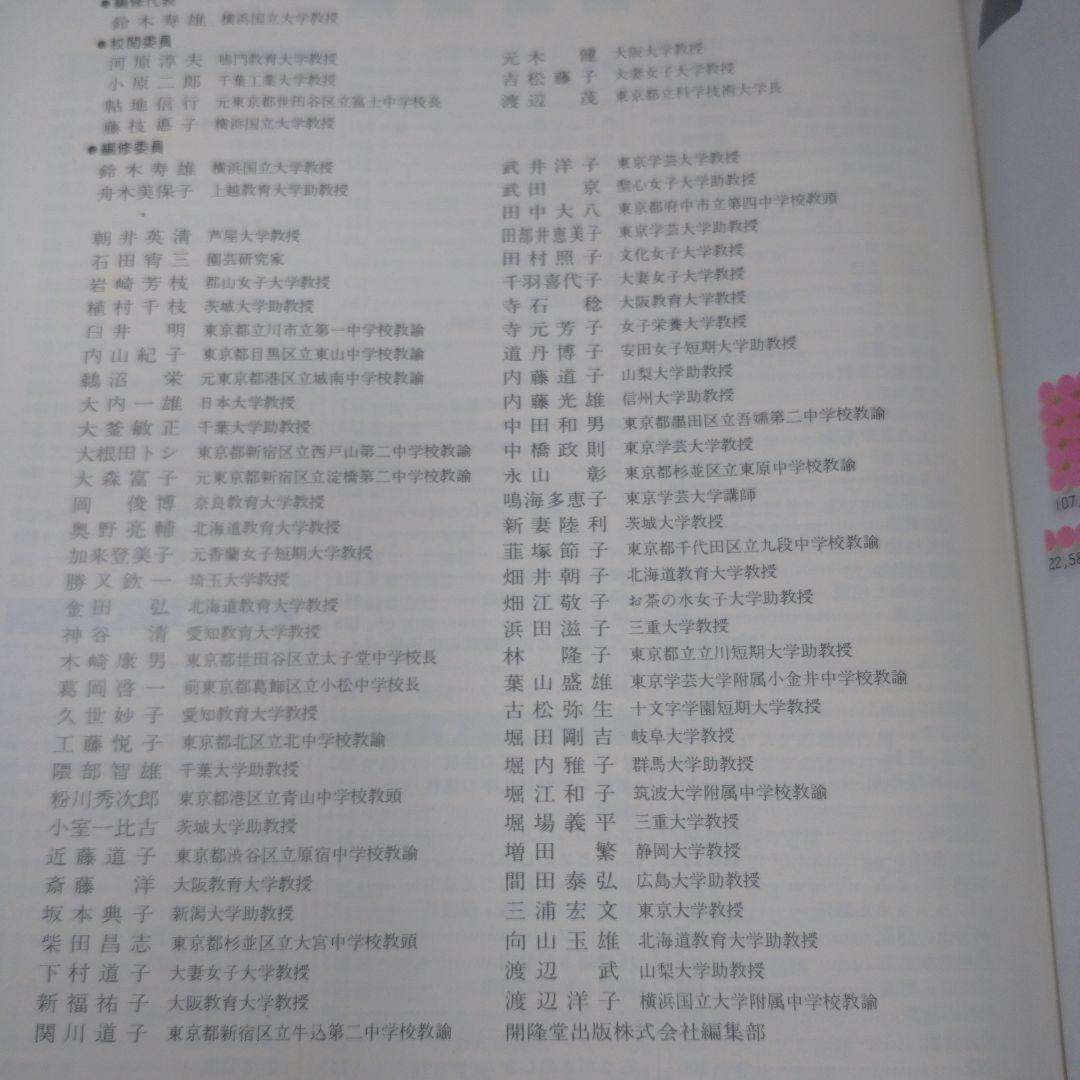 ●編修代表
鈴木寿雄 横浜国立大学教授
●校閲委員
河原淳夫 鳴門教育大学教授
小原二郎 千葉工業大学教授
帖地信行 元東京都世田谷区立富士中学校長
藤枝惪子 横浜国立大学教授
元木健 大阪大学教授
吉松藤子 大妻女子大学教授
渡辺茂 東京都立科学技術大学長
●編修委員
鈴木寿雄 横浜国立大学教授
舟木美保子 上越教育大学助教授
朝井英清 芦屋大学教授
石田宵三 園芸研究家
岩崎芳枝 郡山女子大学教授
植村千枝 茨城大学助教授
臼井明 東京都立川市立第一中学校教諭
内山紀子 東京都目黒区立東山中学校教諭
鵜沼栄 元東京都港区立城南中学校教諭
大内一雄 日本大学教授
大釜敏正 千葉大学助教授
大根田トシ 東京都新宿区立西戸山第二中学校教諭
大森富子 元東京都新宿区立淀橋第二中学校教諭
岡俊博 奈良教育大学教授
奥野亮輔 北海道教育大学教授
加来登美子 元香蘭女子短期大学教授
勝又欽一 埼玉大学教授
金田弘 北海道教育大学教授
神谷清 愛知教育大学教授
木崎康男 東京都世田谷区立太子堂中学校長
葛岡啓一 前東京都葛飾区立小松中学校長
久世妙子 愛知教育大学教授
工藤悦子 東京都北区立北中学校教諭
隈部智雄 千葉大学助教授
粉川秀次郎 東京都港区立青山中学校教頭
小室一比古 茨城大学助教授
近藤道子 東京都渋谷区立原宿中学校教諭
斎藤洋 大阪教育大学教授
坂本典子 新潟大学助教授
柴田昌志 東京都杉並区立大宮中学校教頭
下村道子 大妻女子大学教授
新福祐子 大阪教育大学教授
関川道子 東京都新宿区立牛込第二中学校教諭
武井洋子 東京学芸大学教授
武田京 聖心女子大学助教授
田中大八 東京都府中市立第四中学校教頭
田部井恵美子 東京学芸大学助教授
田村照子 文化女子大学教授
千羽喜代子 大妻女子大学教授
寺石稔 大阪教育大学教授
寺元芳子 女子栄養大学教授
道丹博子 安田女子短期大学助教授
内藤道子 山梨大学助教授
内藤光雄 信州大学助教授
中田和男 東京都墨田区立吾嬬第二中学校教諭
中橋政則 東京学芸大学教授
永山彰 東京都杉並区立東原中学校教諭
鳴海多恵子 東京学芸大学講師
新妻陸利 茨城大学教授
韮塚節子 東京都千代田区立九段中学校教諭
畑井朝子 北海道教育大学教授
畑江敬子 お茶の水女子大学助教授
浜田滋子 三重大学教授
林隆子 東京都立立川短期大学助教授
葉山盛雄 東京学芸大学附属小金井中学校教諭
古松弥生 十文字学園短期大学教授
堀田剛吉 岐阜大学教授
堀内雅子 群馬大学助教授
堀江和子 筑波大学附属中学校教諭
堀場義平 三重大学教授
増田繁 静岡大学教授
間田泰弘 広島大学助教授
三浦宏文 東京大学教授
向山玉雄 北海道教育大学助教授
渡辺武 山梨大学助教授
渡辺洋子 横浜国立大学附属中学校教諭
開隆堂出版株式会社編集部
107,
22,58